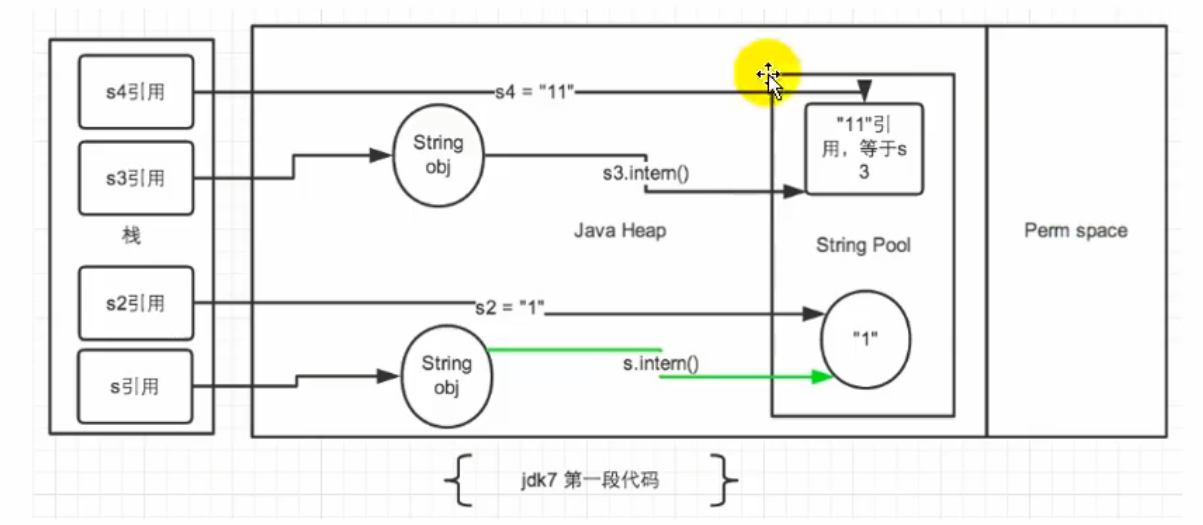 s4引用
s4 = "11"
"11"引
用，等于s
3
String
obj
s3引用
s3.intern()
栈
Java Heap
String Pool
Perm space
s2引用
s2 = "1"
"1"
String
obj
s.intern()
s引用
jdk7 第一段代码